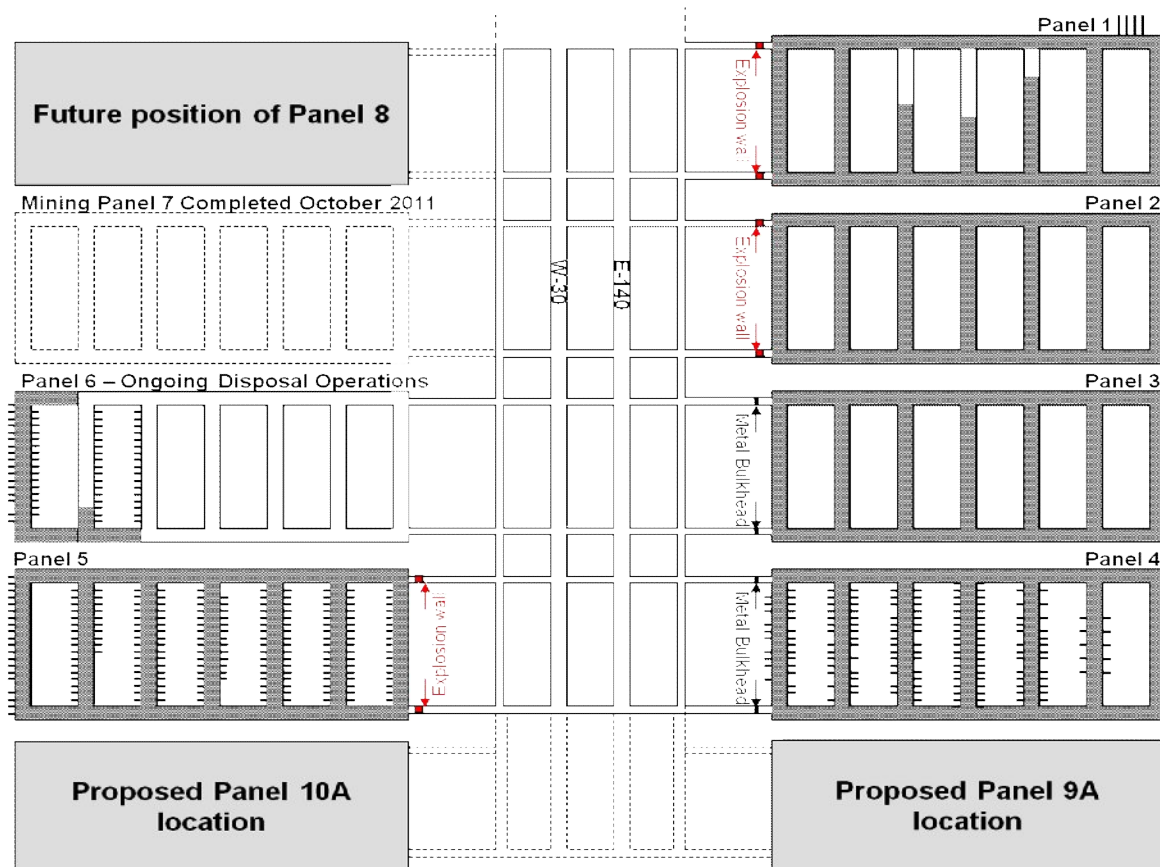 Panel 1
Future position of Panel 8
Explosion wall
Mining Panel 7 Completed October 2011
Panel 2
Explosion wall
W-30
E-140
Panel 6 – Ongoing Disposal Operations
Panel 3
Metal Bulkhead
Panel 5
Panel 4
Explosion wall
Metal Bulkhead
Proposed Panel 10A
location
Proposed Panel 9A
location